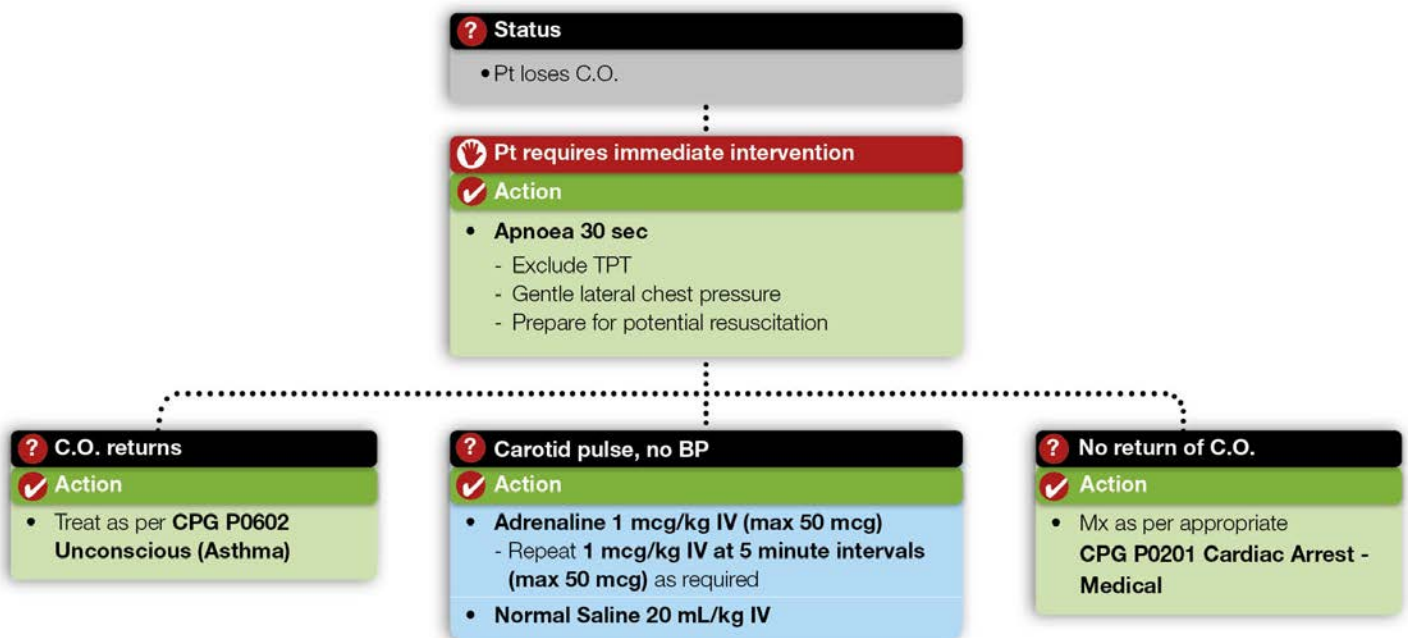 Status
• Pt loses C.O.
Pt requires immediate intervention
Action
• Apnoea 30 sec
- Exclude TPT
- Gentle lateral chest pressure
- Prepare for potential resuscitation
? C.O. returns
Action
• Treat as per CPG P0602
Unconscious (Asthma)
? Carotid pulse, no BP
Action
• Adrenaline 1 mcg/kg IV (max 50 mcg)
- Repeat 1 mcg/kg IV at 5 minute intervals
(max 50 mcg) as required
• Normal Saline 20 mL/kg IV
? No return of C.O.
Action
• Mx as per appropriate
CPG P0201 Cardiac Arrest -
Medical